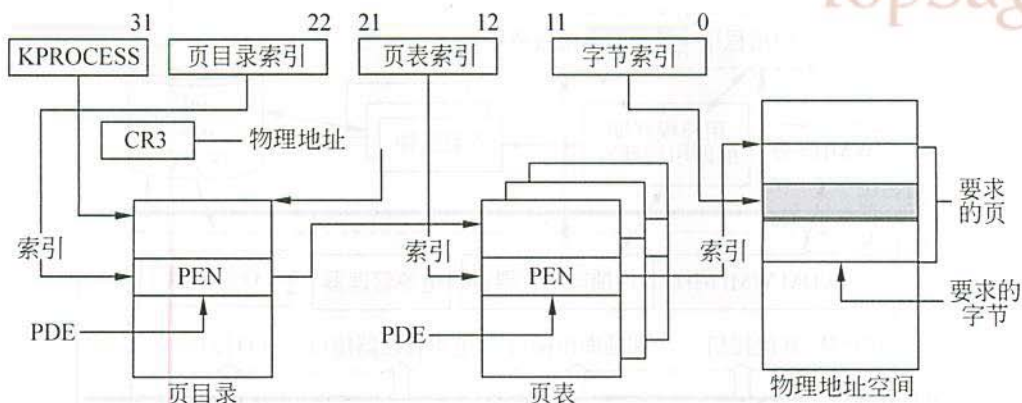 31 22 21 12 11 0
KPROCESS 页目录索引 页表索引 字节索引
CR3 物理地址
索引 索引 索引
要求
的页
PEN PEN
要求的
字节
PDE PDE
页目录 页表 物理地址空间